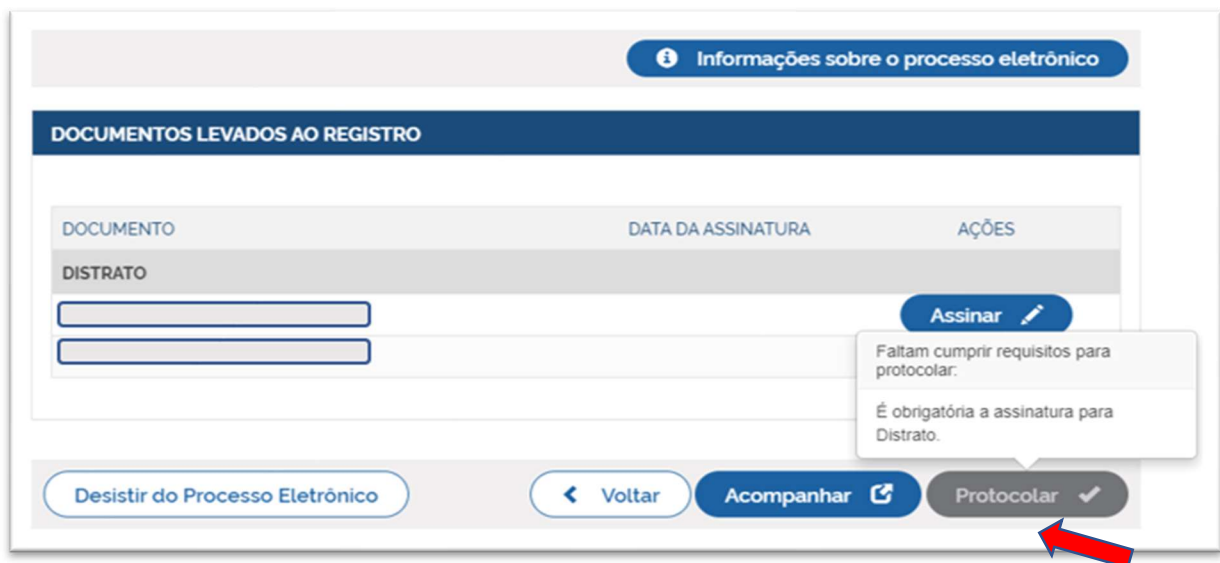 Informações sobre o processo eletrônico
DOCUMENTOS LEVADOS AO REGISTRO
DOCUMENTO DATA DA ASSINATURA AÇÕES
DISTRATO
Assinar
Faltam cumprir requisitos para
protocolar:
É obrigatória a assinatura para
Distrato.
Desistir do Processo Eletrônico Voltar Acompanhar Protocolar